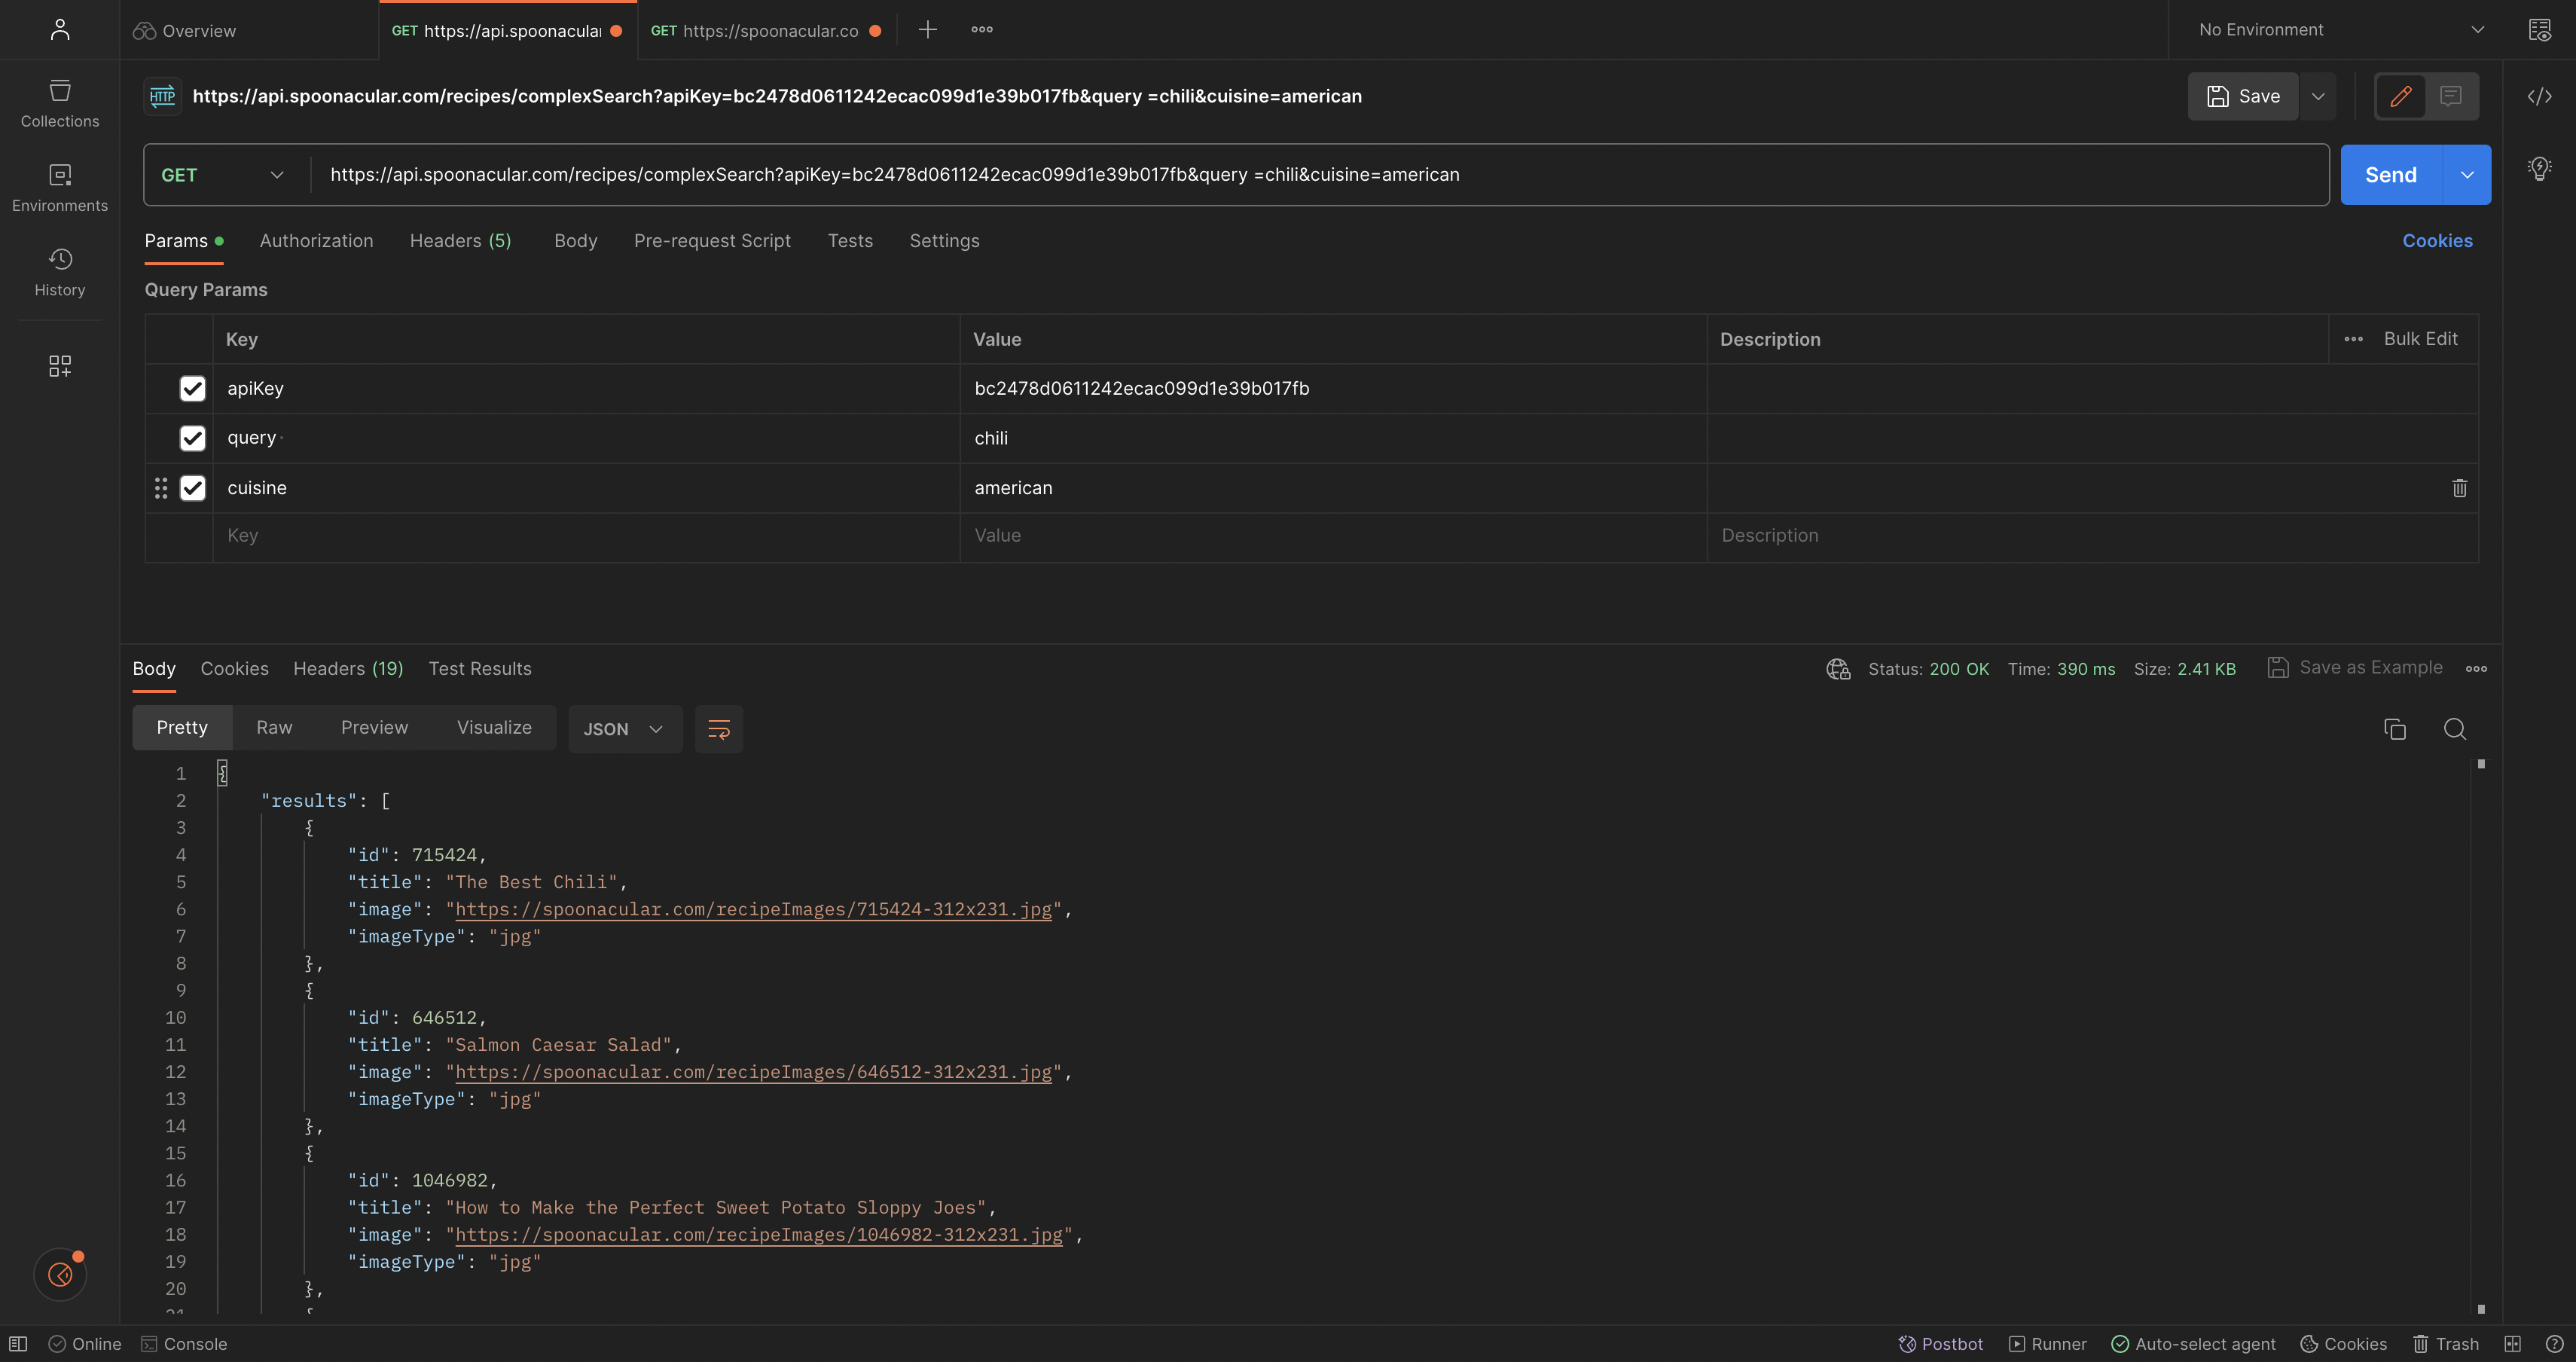 Overview
GET https://api.spoonacula
GET https://spoonacular.co
No Environment
Collections
Environments
History
HTTP
https://api.spoonacular.com/recipes/complexSearch?apiKey=bc2478d0611242ecac099d1e39b017fb&query =chili&cuisine=american
Save
GET
https://api.spoonacular.com/recipes/complexSearch?apiKey=bc2478d0611242ecac099d1e39b017fb&query =chili&cuisine=american
Send
Params
Authorization
Headers (5)
Body
Pre-request Script
Tests
Settings
Cookies
Query Params
Key Value Description Bulk Edit
apiKey bc2478d0611242ecac099d1e39b017fb
query chili
cuisine american
Key Value Description
Body Cookies Headers (19) Test Results
Status: 200 OK Time: 390 ms Size: 2.41 KB Save as Example
Pretty Raw Preview Visualize JSON
1 {
2 "results": [
3 {
4 "id": 715424,
5 "title": "The Best Chili",
6 "image": "https://spoonacular.com/recipeImages/715424-312x231.jpg",
7 "imageType": "jpg"
8 },
9 {
10 "id": 646512,
11 "title": "Salmon Caesar Salad",
12 "image": "https://spoonacular.com/recipeImages/646512-312x231.jpg",
13 "imageType": "jpg"
14 },
15 {
16 "id": 1046982,
17 "title": "How to Make the Perfect Sweet Potato Sloppy Joes",
18 "image": "https://spoonacular.com/recipeImages/1046982-312x231.jpg",
19 "imageType": "jpg"
20 },
21 {
Online Console
Postbot Runner Auto-select agent Cookies Trash